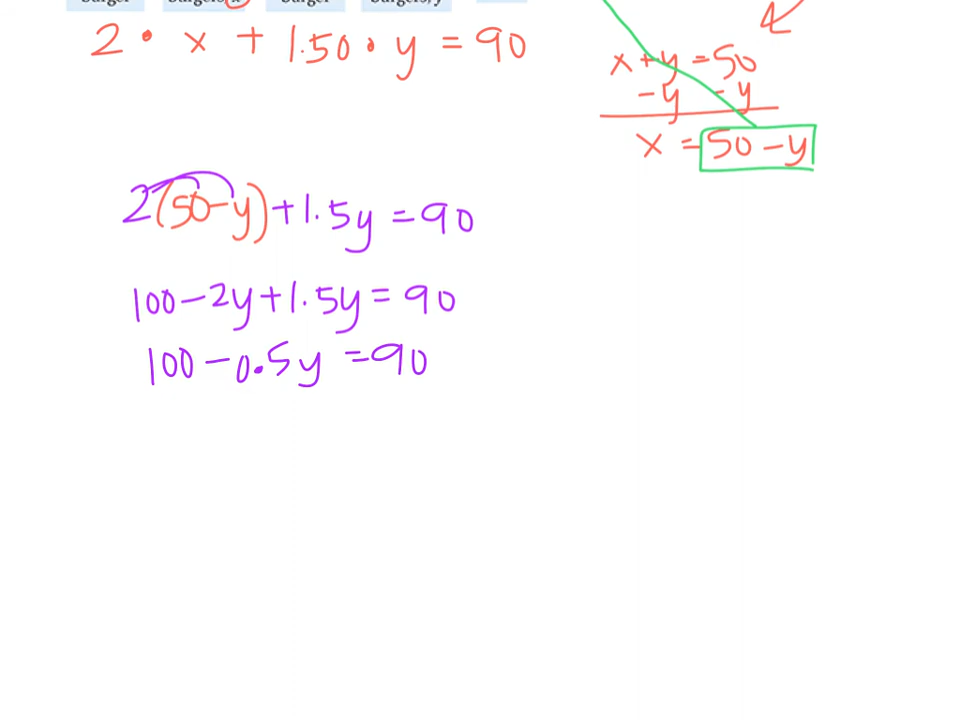 2 • x + 1.50 • y = 90
x + y = 50
- y - y
x = 50 - y
2(50 - y) + 1.5y = 90
100 - 2y + 1.5y = 90
100 - 0.5y = 90